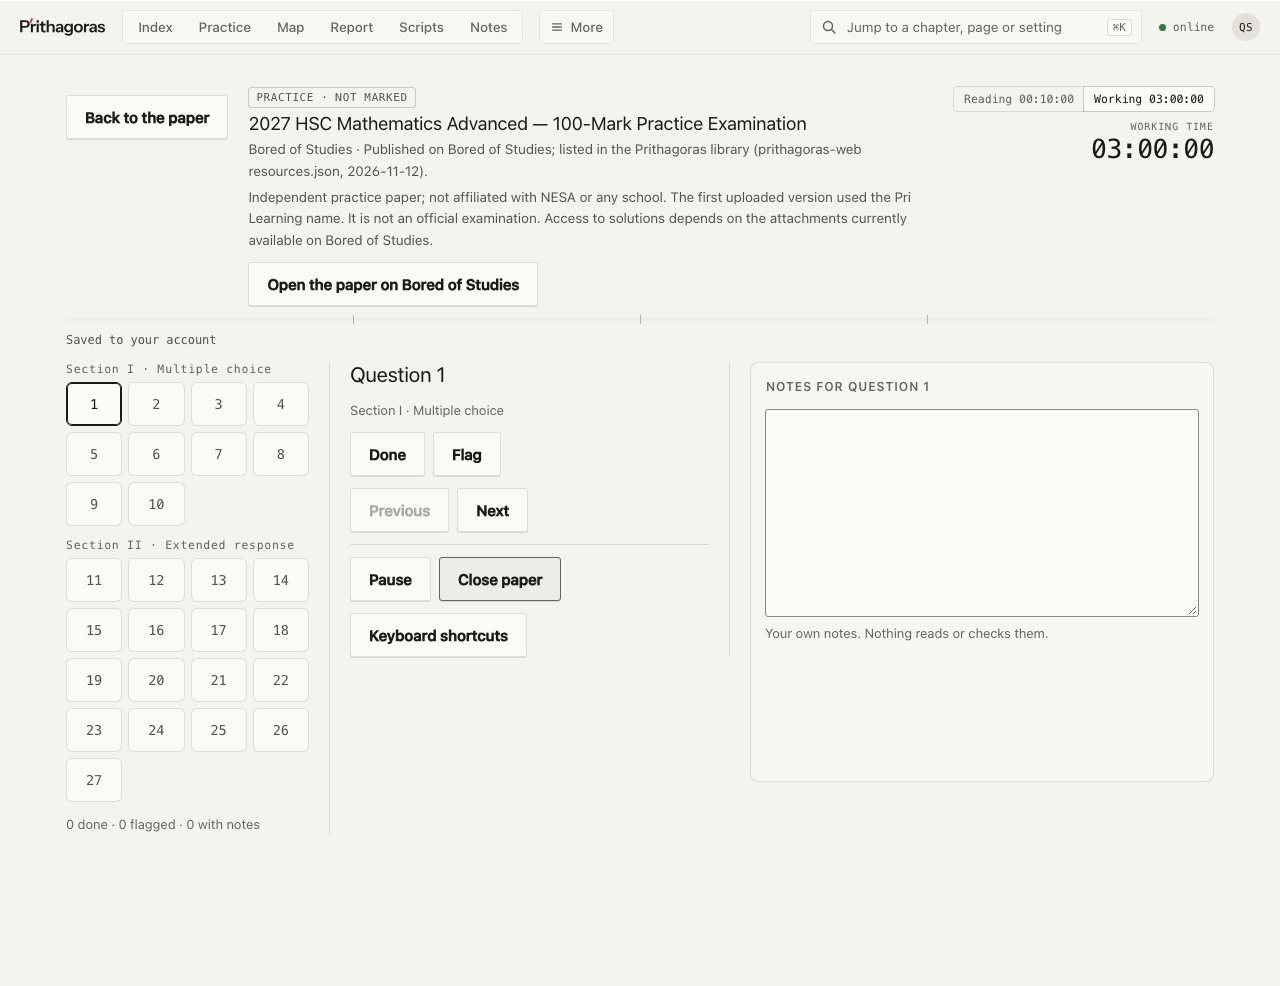 Prithagoras
Index
Practice
Map
Report
Scripts
Notes
More
Jump to a chapter, page or setting
⌘K
online
QS
Back to the paper
PRACTICE · NOT MARKED
2027 HSC Mathematics Advanced — 100-Mark Practice Examination
Bored of Studies · Published on Bored of Studies; listed in the Prithagoras library (prithagoras-web
resources.json, 2026-11-12).
Independent practice paper; not affiliated with NESA or any school. The first uploaded version used the Pri
Learning name. It is not an official examination. Access to solutions depends on the attachments currently
available on Bored of Studies.
Open the paper on Bored of Studies
Reading 00:10:00
Working 03:00:00
WORKING TIME
03:00:00
Saved to your account
Section I · Multiple choice
1
2
3
4
5
6
7
8
9
10
Section II · Extended response
11
12
13
14
15
16
17
18
19
20
21
22
23
24
25
26
27
0 done · 0 flagged · 0 with notes
Question 1
Section I · Multiple choice
Done
Flag
Previous
Next
Pause
Close paper
Keyboard shortcuts
NOTES FOR QUESTION 1
Your own notes. Nothing reads or checks them.